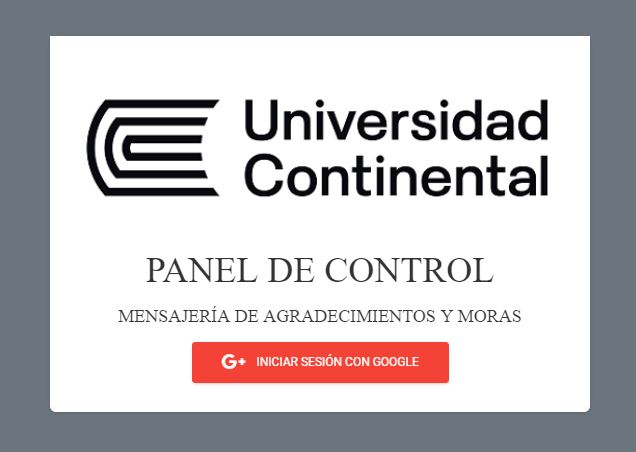 Universidad
Continental
PANEL DE CONTROL
MENSAJERÍA DE AGRADECIMIENTOS Y MORAS
G+ INICIAR SESIÓN CON GOOGLE